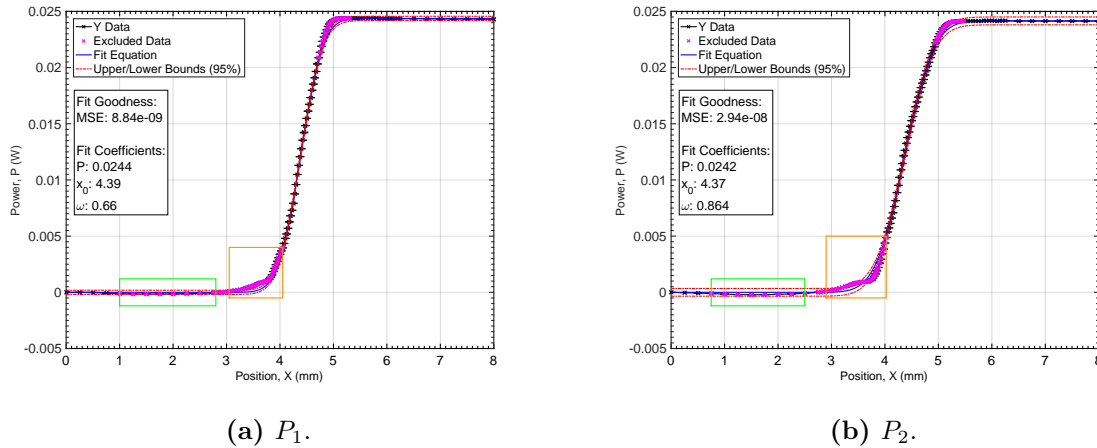 0.025
0.02
0.015
0.01
0.005
0
-0.005
Power, P (W)
Y Data
Excluded Data
Fit Equation
Upper/Lower Bounds (95%)
Fit Goodness:
MSE: 8.84e-09
Fit Coefficients:
P: 0.0244
x0: 4.39
ω: 0.66
0 1 2 3 4 5 6 7 8
Position, X (mm)
(a) P1.
0.025
0.02
0.015
0.01
0.005
0
-0.005
Power, P (W)
Y Data
Excluded Data
Fit Equation
Upper/Lower Bounds (95%)
Fit Goodness:
MSE: 2.94e-08
Fit Coefficients:
P: 0.0242
x0: 4.37
ω: 0.864
0 1 2 3 4 5 6 7 8
Position, X (mm)
(b) P2.